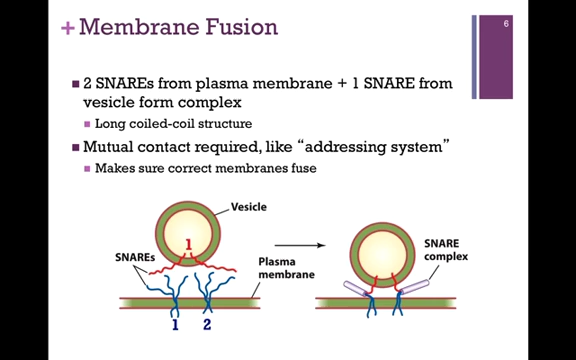 6
+ Membrane Fusion
2 SNAREs from plasma membrane + 1 SNARE from
vesicle form complex
Long coiled-coil structure
Mutual contact required, like “addressing system”
Makes sure correct membranes fuse
Vesicle
1
SNAREs
Plasma
membrane
SNARE
complex
1 2